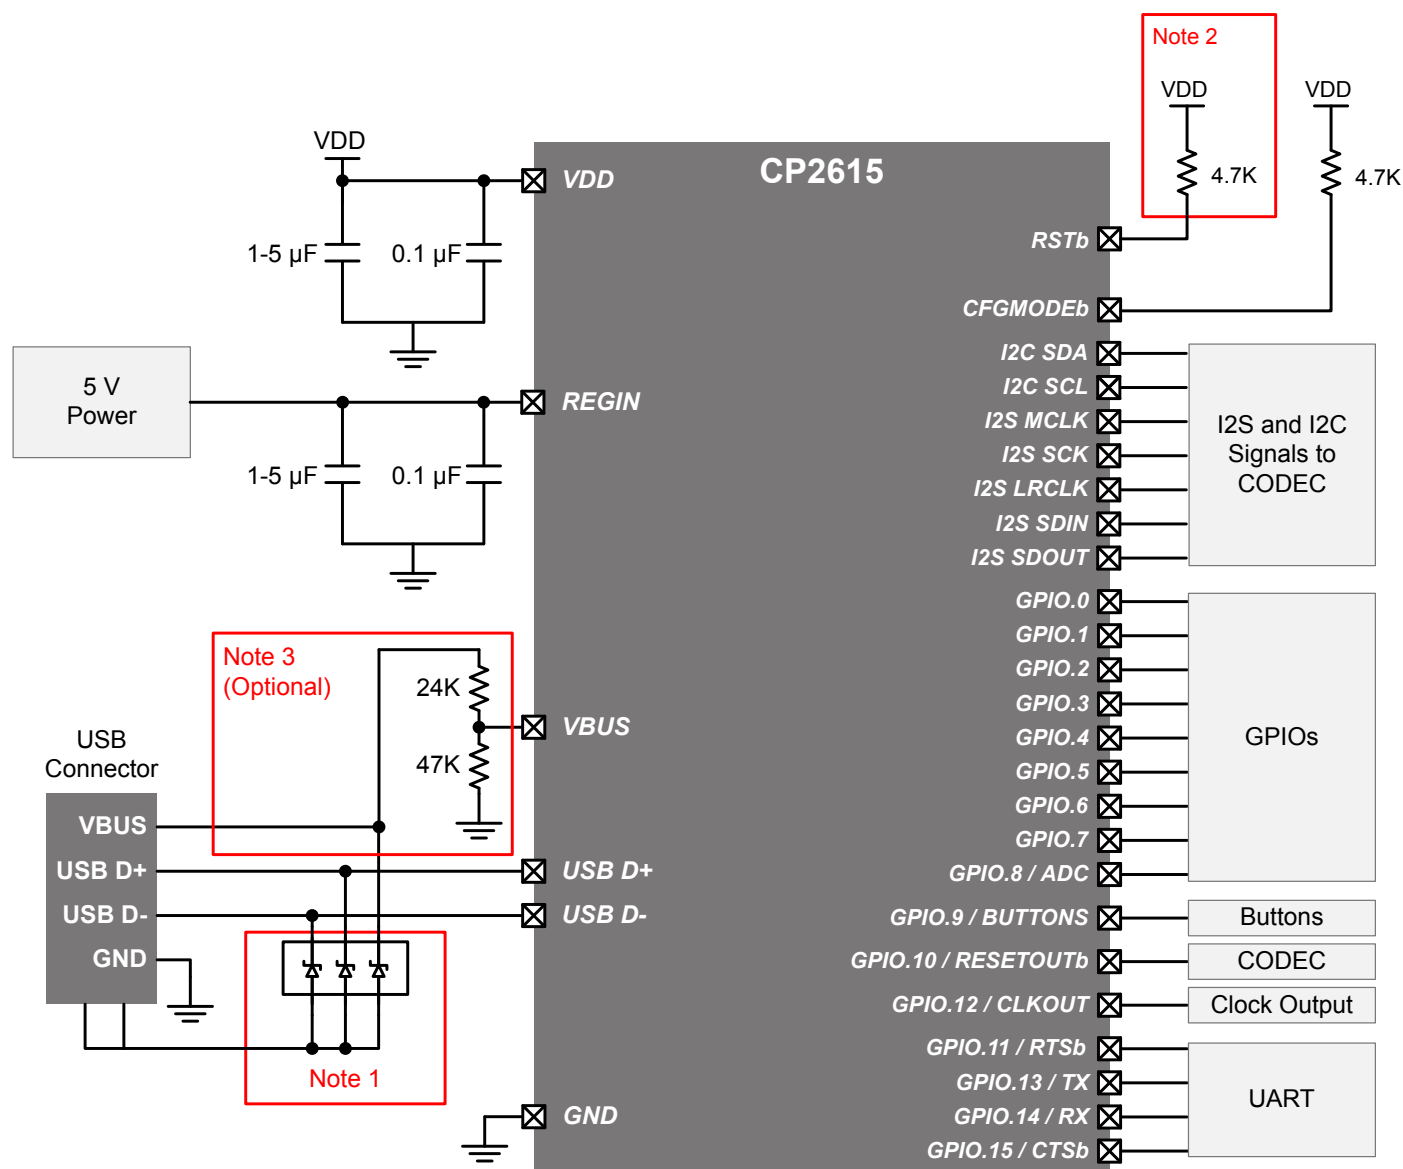 Note 2
VDD
VDD
4.7K
4.7K
VDD
1-5 µF
0.1 µF
5 V
Power
1-5 µF
0.1 µF
Note 3
(Optional)
24K
47K
USB
Connector
VBUS
USB D+
USB D-
GND
Note 1
CP2615
VDD
REGIN
VBUS
USB D+
USB D-
GND
RSTb
CFGMODEb
I2C SDA
I2C SCL
I2S MCLK
I2S SCK
I2S LRCLK
I2S SDIN
I2S SDOUT
GPIO.0
GPIO.1
GPIO.2
GPIO.3
GPIO.4
GPIO.5
GPIO.6
GPIO.7
GPIO.8 / ADC
GPIO.9 / BUTTONS
GPIO.10 / RESETOUTb
GPIO.12 / CLKOUT
GPIO.11 / RTSb
GPIO.13 / TX
GPIO.14 / RX
GPIO.15 / CTSb
I2S and I2C
Signals to
CODEC
GPIOs
Buttons
CODEC
Clock Output
UART